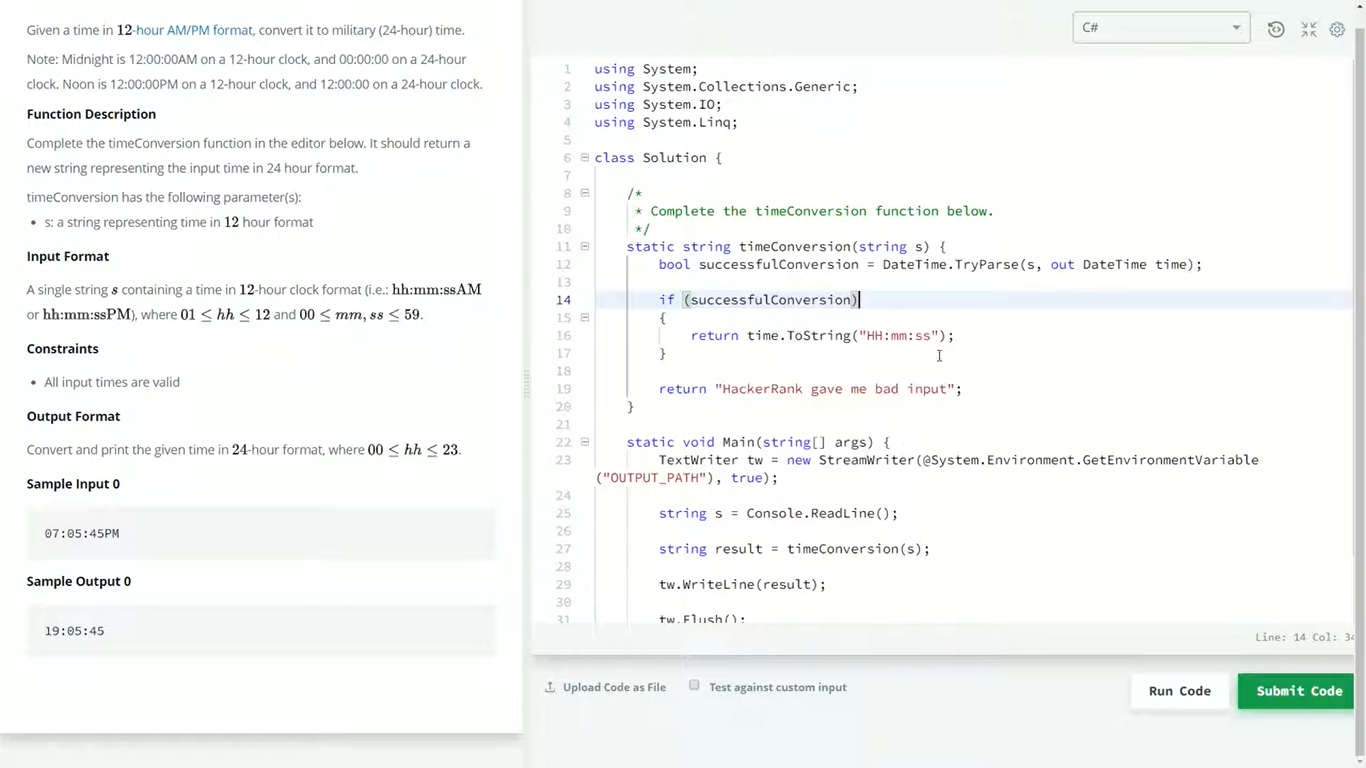 Given a time in 12-hour AM/PM format, convert it to military (24-hour) time.
Note: Midnight is 12:00:00AM on a 12-hour clock, and 00:00:00 on a 24-hour
clock. Noon is 12:00:00PM on a 12-hour clock, and 12:00:00 on a 24-hour clock.
Function Description
Complete the timeConversion function in the editor below. It should return a
new string representing the input time in 24 hour format.
timeConversion has the following parameter(s):
• s: a string representing time in 12 hour format
Input Format
A single string s containing a time in 12-hour clock format (i.e.: hh:mm:ssAM
or hh:mm:ssPM), where 01 ≤ hh ≤ 12 and 00 ≤ mm, ss ≤ 59.
Constraints
• All input times are valid
Output Format
Convert and print the given time in 24-hour format, where 00 ≤ hh ≤ 23.
Sample Input 0
07:05:45PM
Sample Output 0
19:05:45
C#
1 using System;
2 using System.Collections.Generic;
3 using System.IO;
4 using System.Linq;
5
6 class Solution {
7
8 /*
9 * Complete the timeConversion function below.
10 */
11 static string timeConversion(string s) {
12 bool successfulConversion = DateTime.TryParse(s, out DateTime time);
13
14 if (successfulConversion)
15 {
16 return time.ToString("HH:mm:ss");
17 }
18
19 return "HackerRank gave me bad input";
20 }
21
22 static void Main(string[] args) {
23 TextWriter tw = new StreamWriter(@System.Environment.GetEnvironmentVariable
("OUTPUT_PATH"), true);
24
25 string s = Console.ReadLine();
26
27 string result = timeConversion(s);
28
29 tw.WriteLine(result);
30
31 tw.Flush();
Line: 14 Col: 34
Upload Code as File
Test against custom input
Run Code
Submit Code